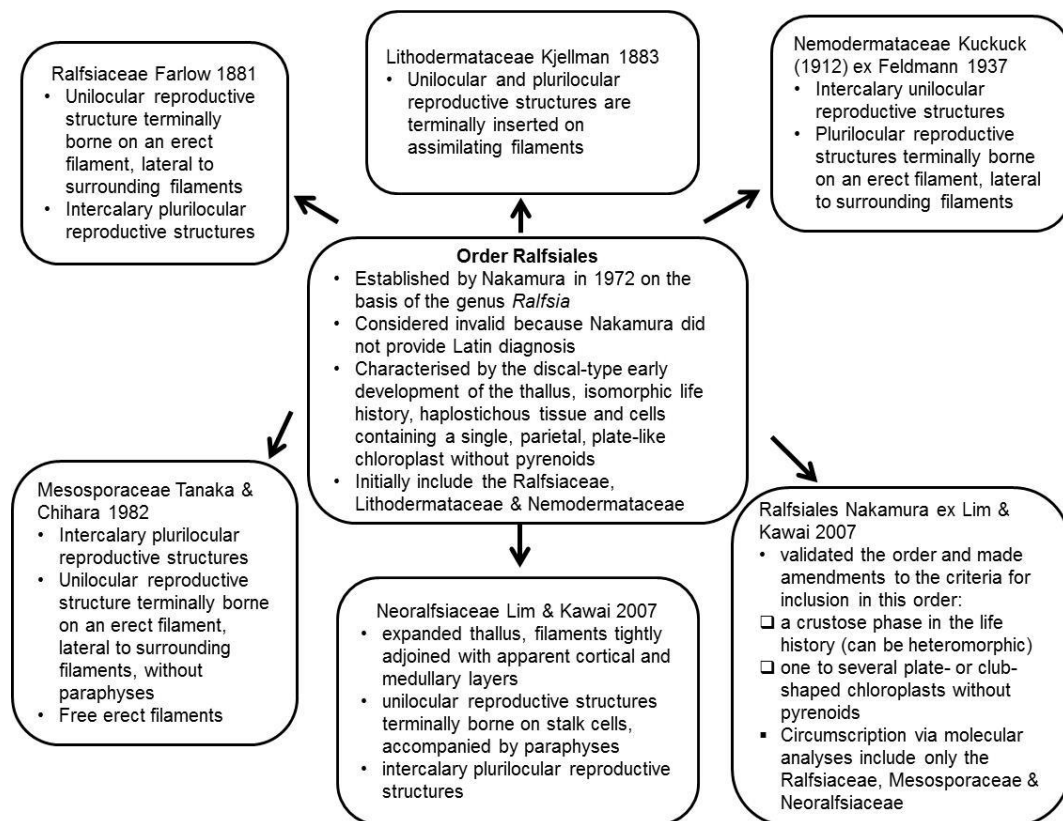 Ralfsiaceae Farlow 1881
• Unilocular reproductive
structure terminally
borne on an erect
filament, lateral to
surrounding filaments
• Intercalary plurilocular
reproductive structures
Lithodermataceae Kjellman 1883
• Unilocular and plurilocular
reproductive structures are
terminally inserted on
assimilating filaments
Nemodermataceae Kuckuck
(1912) ex Feldmann 1937
• Intercalary unilocular
reproductive structures
• Plurilocular reproductive
structures terminally borne
on an erect filament, lateral
to surrounding filaments
Order Ralfsiales
• Established by Nakamura in 1972 on the
basis of the genus Ralfsia
• Considered invalid because Nakamura did
not provide Latin diagnosis
• Characterised by the discal-type early
development of the thallus, isomorphic life
history, haplostichous tissue and cells
containing a single, parietal, plate-like
chloroplast without pyrenoids
• Initially include the Ralfsiaceae,
Lithodermataceae & Nemodermataceae
Mesosporaceae Tanaka &
Chihara 1982
• Intercalary plurilocular
reproductive structures
• Unilocular reproductive
structure terminally borne
on an erect filament,
lateral to surrounding
filaments, without
paraphyses
• Free erect filaments
Neoralfsiaceae Lim & Kawai 2007
• expanded thallus, filaments tightly
adjoined with apparent cortical and
medullary layers
• unilocular reproductive structures
terminally borne on stalk cells,
accompanied by paraphyses
• intercalary plurilocular reproductive
structures
Ralfsiales Nakamura ex Lim &
Kawai 2007
• validated the order and made
amendments to the criteria for
inclusion in this order:
❑ a crustose phase in the life
history (can be heteromorphic)
❑ one to several plate- or club-
shaped chloroplasts without
pyrenoids
▪ Circumscription via molecular
analyses include only the
Ralfsiaceae, Mesosporaceae &
Neoralfsiaceae